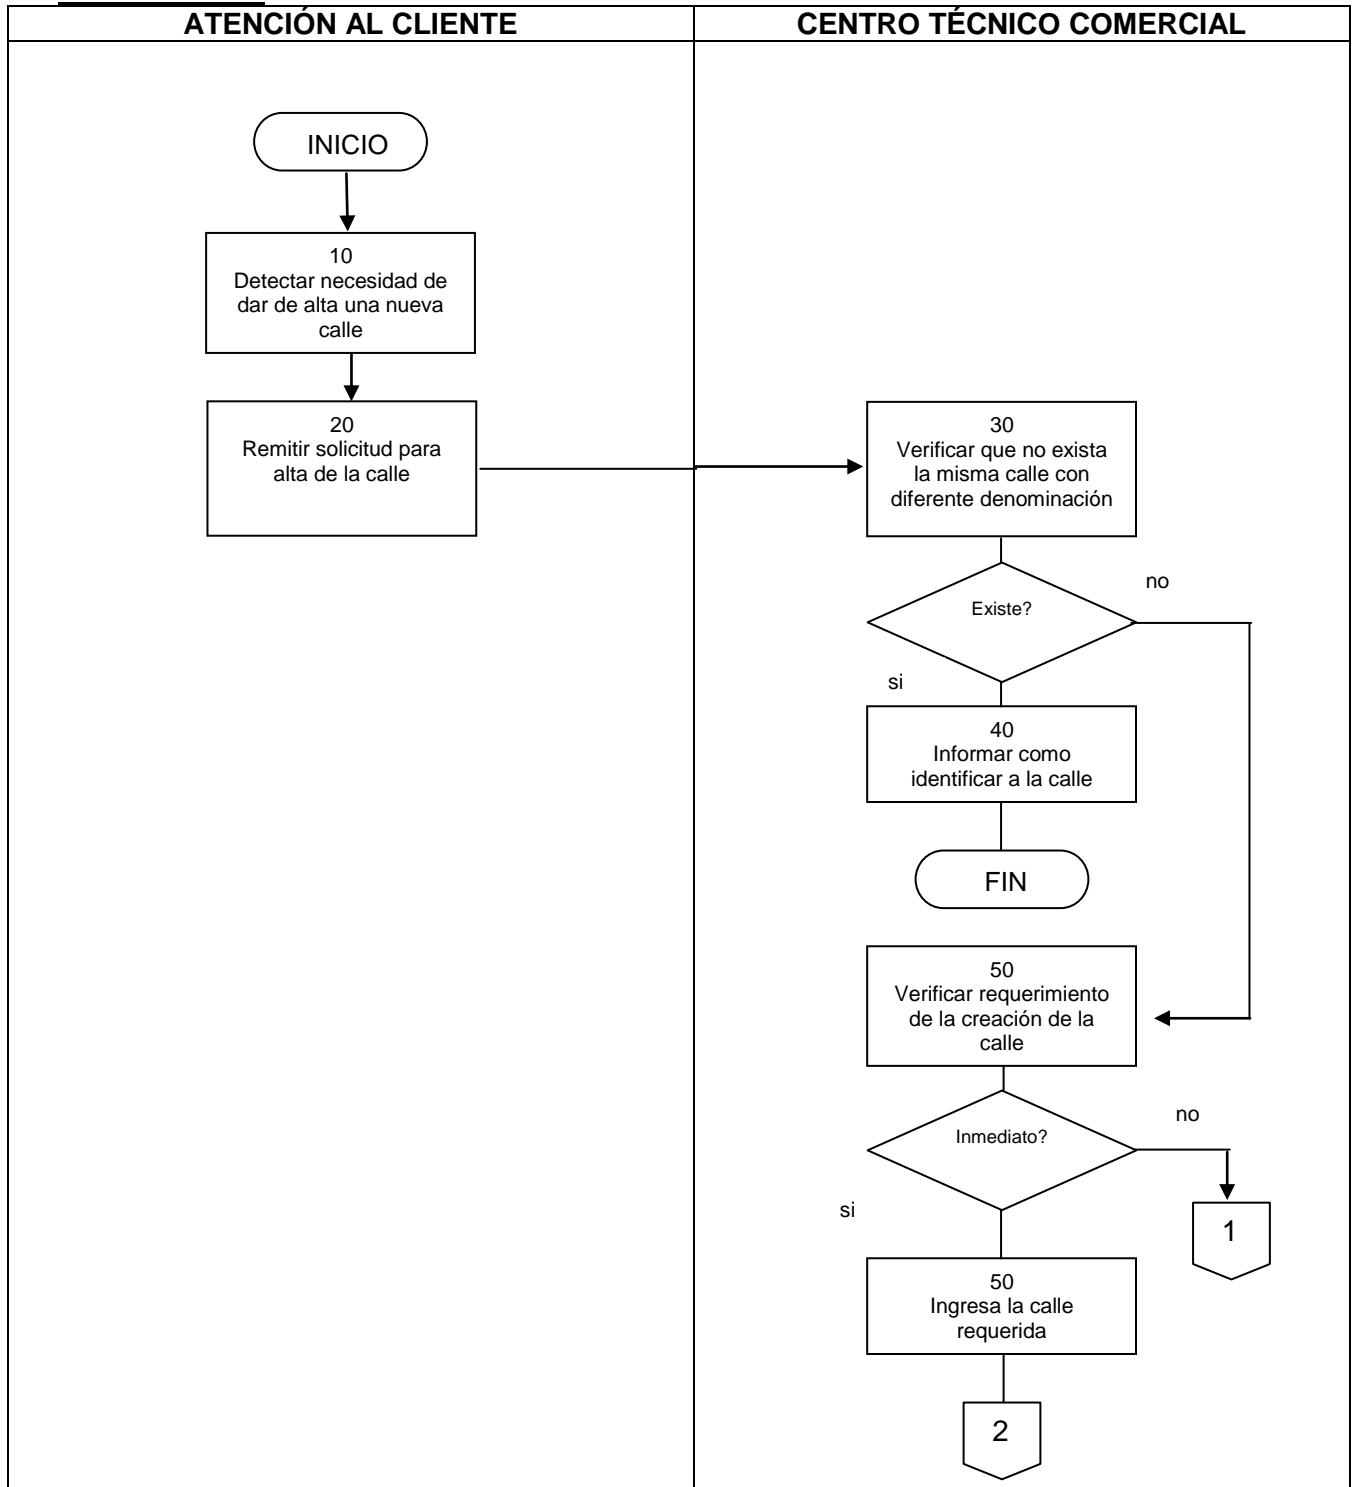 ATENCIÓN AL CLIENTE
CENTRO TÉCNICO COMERCIAL
INICIO
10
Detectar necesidad de
dar de alta una nueva
calle
20
Remitir solicitud para
alta de la calle
30
Verificar que no exista
la misma calle con
diferente denominación
Existe?
no
si
40
Informar como
identificar a la calle
FIN
50
Verificar requerimiento
de la creación de la
calle
Inmediato?
no
si
1
50
Ingresa la calle
requerida
2